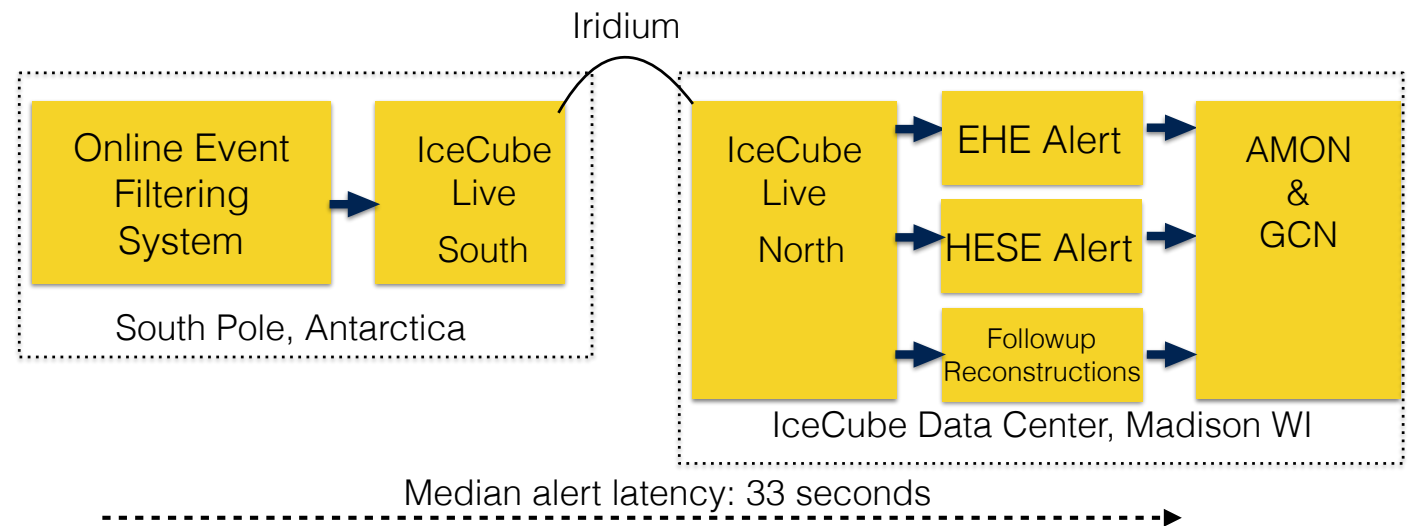 Iridium
Online Event
Filtering
System
IceCube
Live
South
South Pole, Antarctica
IceCube
Live
North
EHE Alert
HESE Alert
Followup
Reconstructions
AMON
&
GCN
IceCube Data Center, Madison WI
Median alert latency: 33 seconds